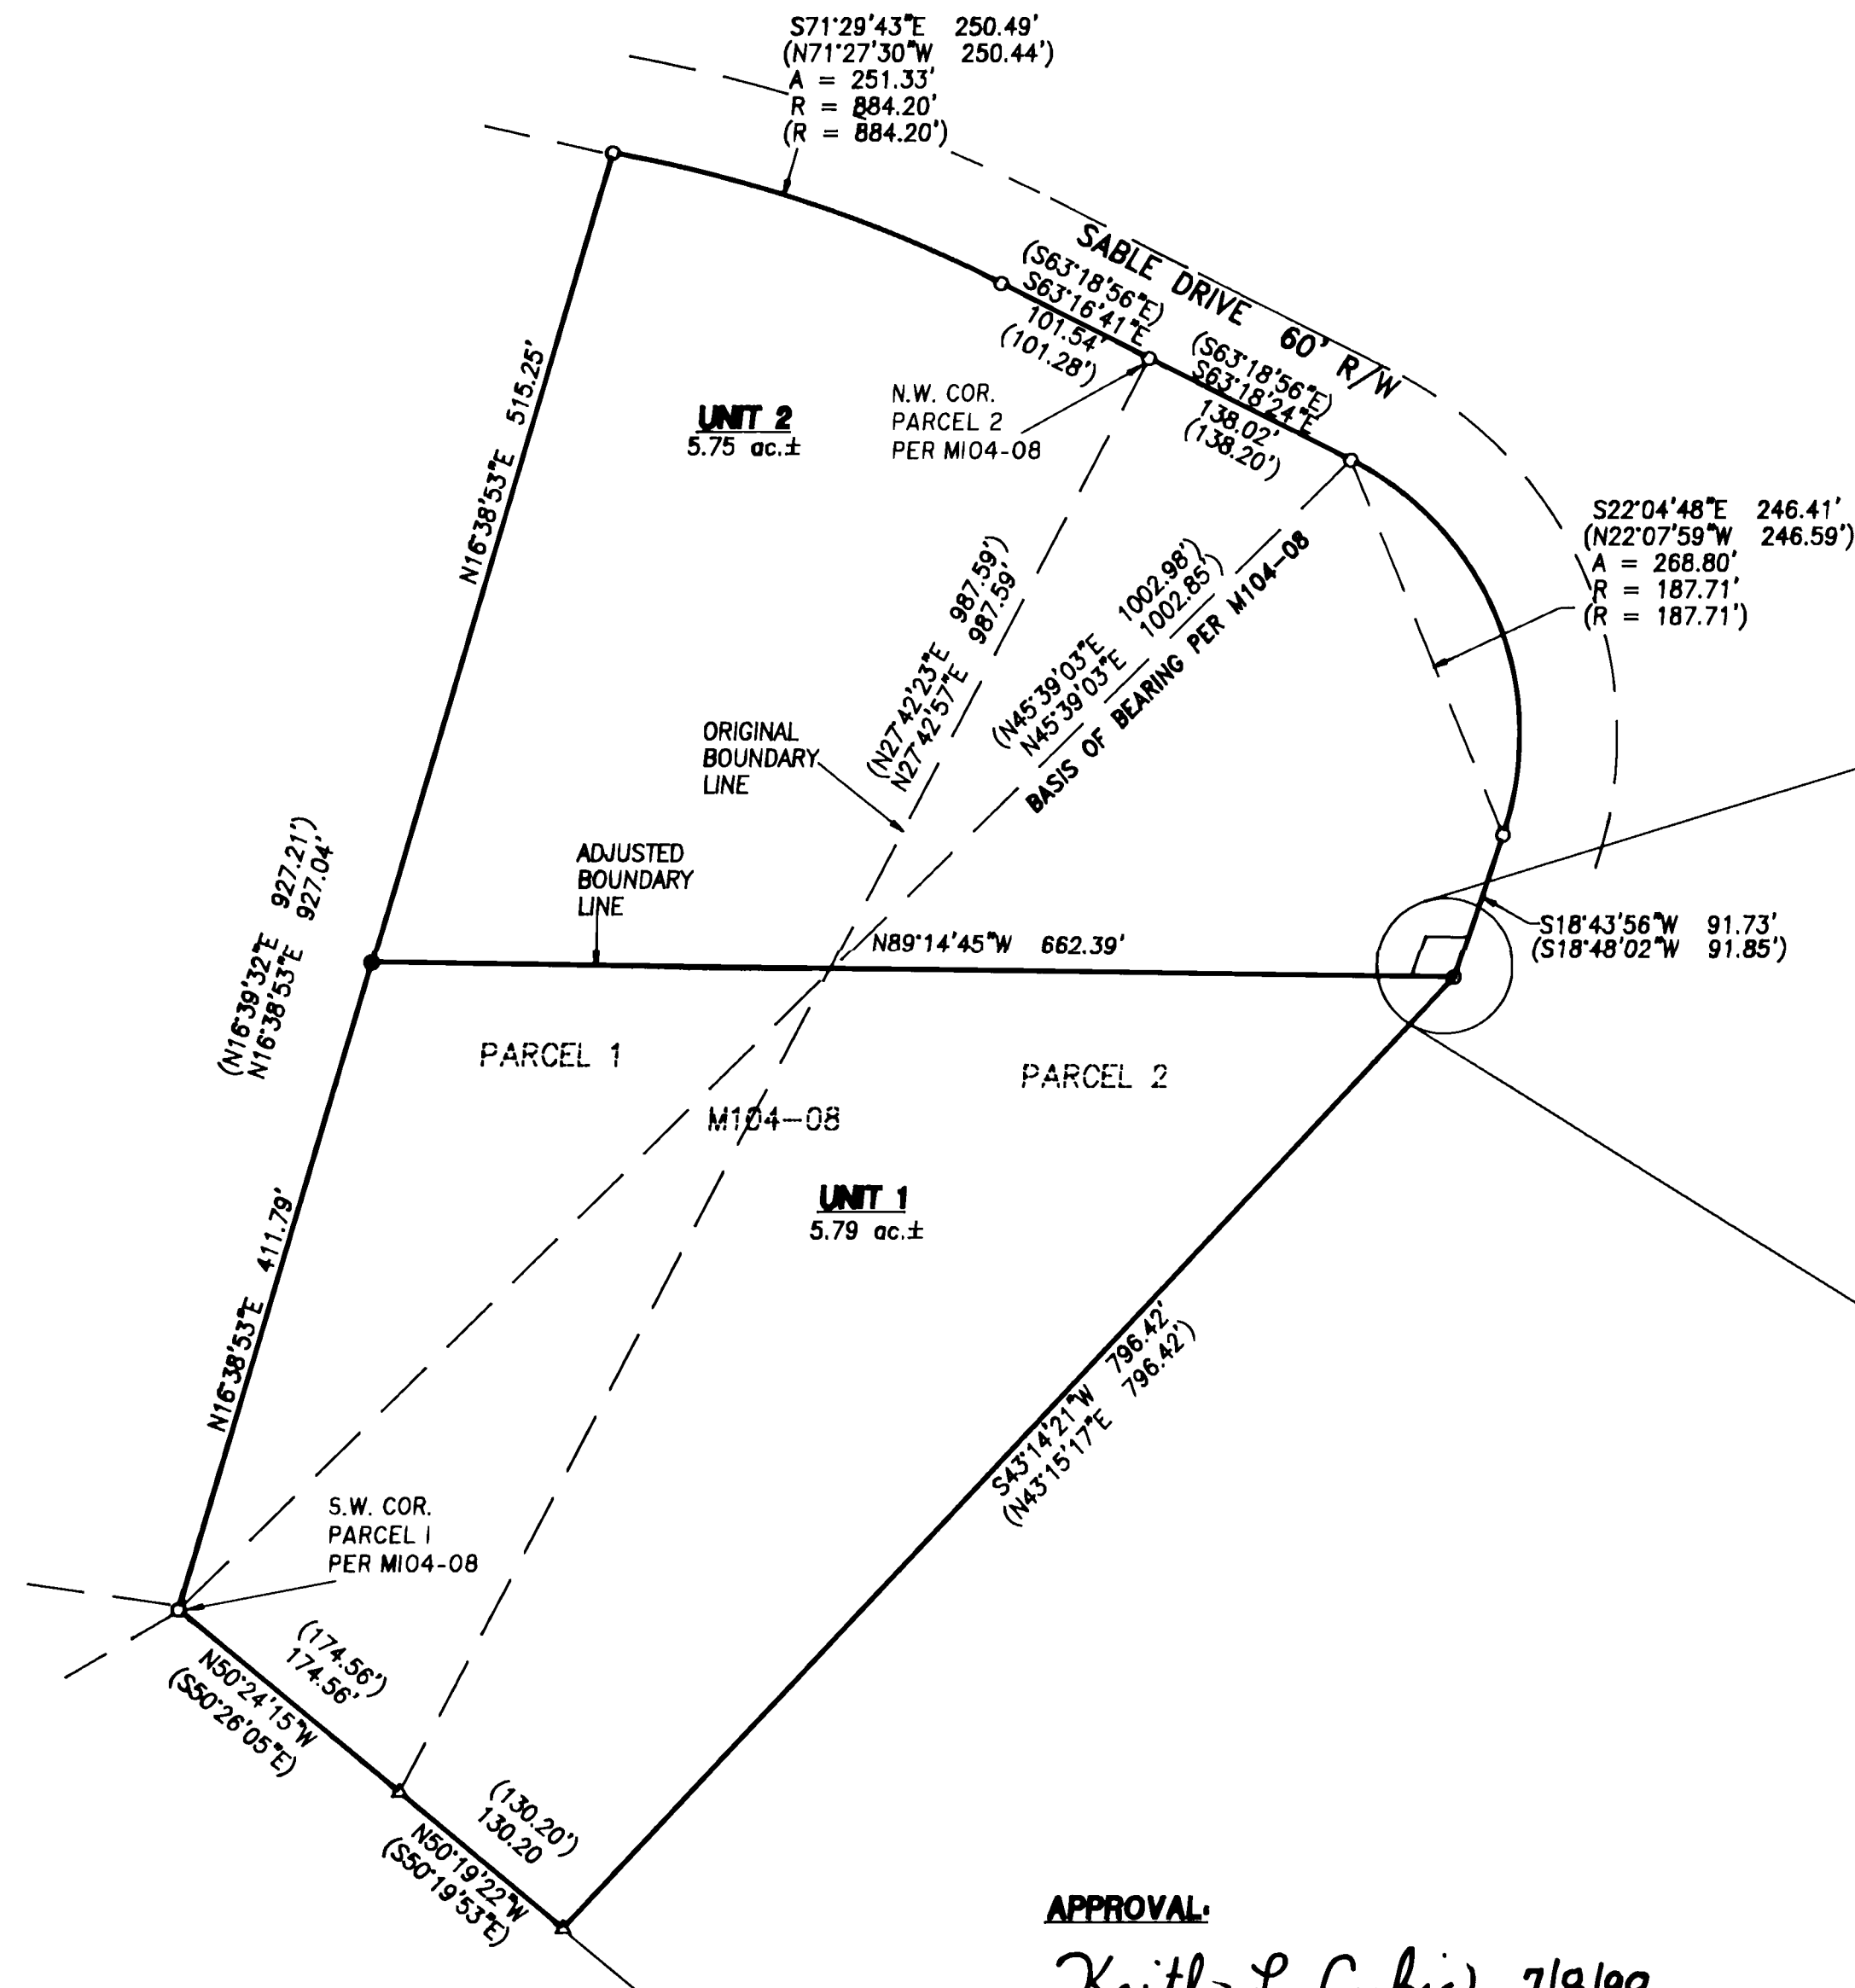 S71°29'43"E 250.49'
(N71°27'30"W 250.44')
A = 251.33'
R = 884.20'
(R = 884.20')
SABLE DRIVE 60' R/W
(S63°18'56"E)
S63°16'41"E
101.54'
(101.28')
(S63°18'56"E)
S63°18'24"E
138.02'
(138.20')
N.W. COR.
PARCEL 2
PER M104-08
UNIT 2
5.75 ac.±
N16°38'53"E 515.25'
S22°04'48"E 246.41'
(N22°07'59"W 246.59')
A = 268.80'
R = 187.71'
(R = 187.71')
(N27°42'23"E 987.59')
N27°42'57"E 987.59'
(N45°39'03"E 1002.98')
N45°39'03"E 1002.85'
BASIS OF BEARING PER M104-08
ORIGINAL
BOUNDARY
LINE
ADJUSTED
BOUNDARY
LINE
(N16°39'32"E 927.21')
N16°38'53"E 927.04'
N89°14'45"W 662.39'
S18°43'56"W 91.73'
(S18°48'02"W 91.85')
PARCEL 1
PARCEL 2
M104-08
UNIT 1
5.79 ac.±
N16°38'53"E 411.79'
S43°14'21"W 796.42'
(N43°15'17"E 796.42')
S.W. COR.
PARCEL 1
PER M104-08
(174.56')
174.56'
N50°24'15"W
(S50°26'05"E)
(130.20')
130.20
N50°19'22"W
(S50°19'53"E)
APPROVAL:
Keith L. 7/9/99